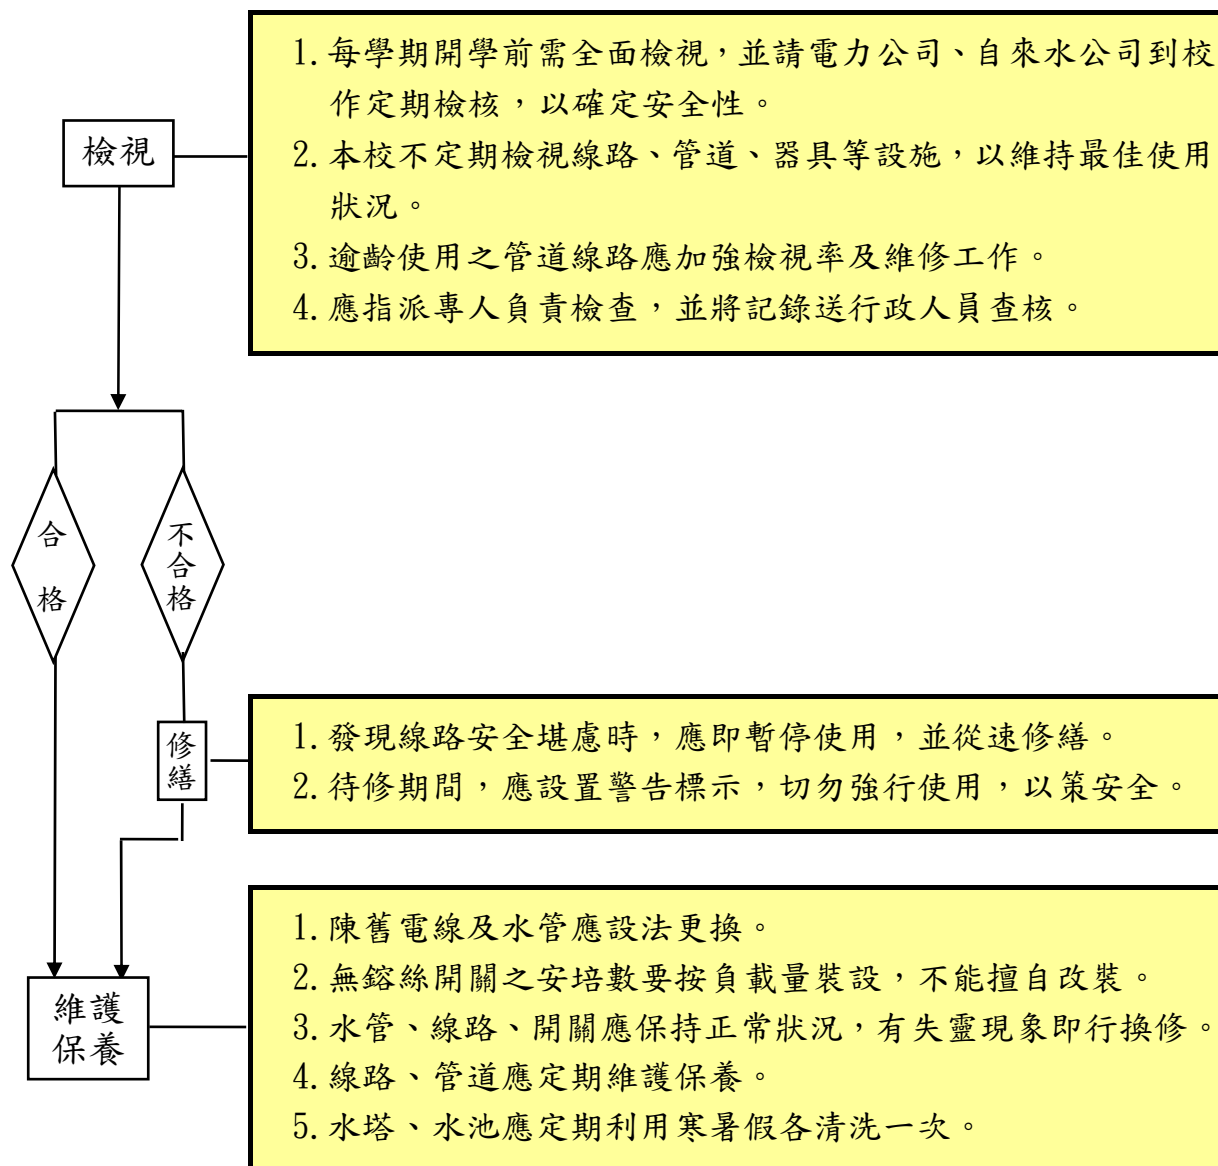 檢視
1.每學期開學前需全面檢視，並請電力公司、自來水公司到校
作定期檢核，以確定安全性。
2.本校不定期檢視線路、管道、器具等設施，以維持最佳使用
狀況。
3.逾齡使用之管道線路應加強檢視率及維修工作。
4.應指派專人負責檢查，並將記錄送行政人員查核。
合
格
不
合
格
修
繕
1.發現線路安全堪慮時，應即暫停使用，並從速修繕。
2.待修期間，應設置警告標示，切勿強行使用，以策安全。
維護
保養
1.陳舊電線及水管應設法更換。
2.無鎔絲開關之安培數要按負載量裝設，不能擅自改裝。
3.水管、線路、開關應保持正常狀況，有失靈現象即行換修。
4.線路、管道應定期維護保養。
5.水塔、水池應定期利用寒暑假各清洗一次。